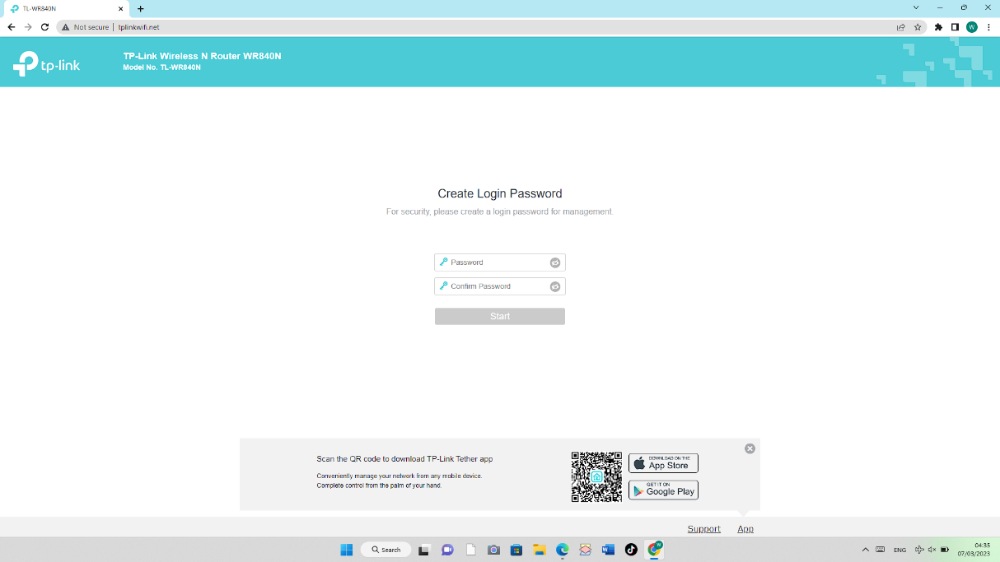 TL-WR840N
Not secure
tplinkwifi.net
W
tp-link
TP-Link Wireless N Router WR840N
Model No. TL-WR840N
Create Login Password
For security, please create a login password for management.
Password
Confirm Password
Start
Scan the QR code to download TP-Link Tether app
Conveniently manage your network from any mobile device.
Complete control from the palm of your hand.
DOWNLOAD ON THE
App Store
GET IT ON
Google Play
Support
App
Search
ENG
04:35
07/03/2023